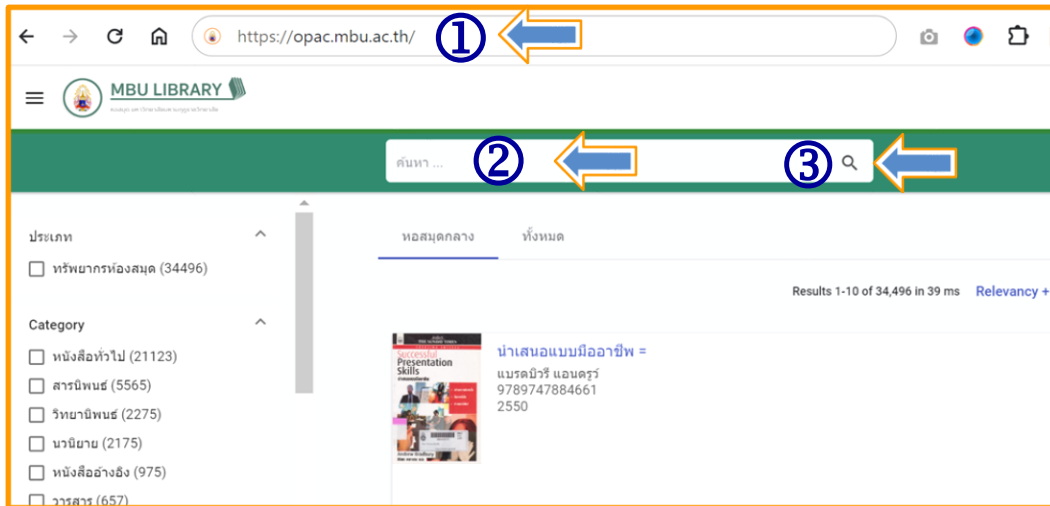 https://opac.mbu.ac.th/ ①
MBU LIBRARY
ค้นหา ... ② ③
ประเภท
ทรัพยากรห้องสมุด (34496)
Category
หนังสือทั่วไป (21123)
สารนิพนธ์ (5565)
วิทยานิพนธ์ (2275)
นวนิยาย (2175)
หนังสืออ้างอิง (975)
วารสาร (657)
หอสมุดกลาง ทั้งหมด
Results 1-10 of 34,496 in 39 ms Relevancy +
Successful
Presentation
Skills
นำเสนอแบบมืออาชีพ =
แบรดบิวรี แอนดรูว์
9789747884661
2550